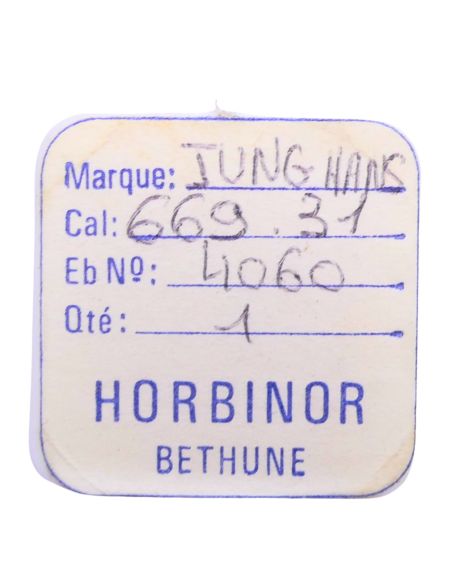 Marque: JUNGHANS
Cal: 669.31
Eb Nº: 4060
Qté: 1
HORBINOR
BETHUNE